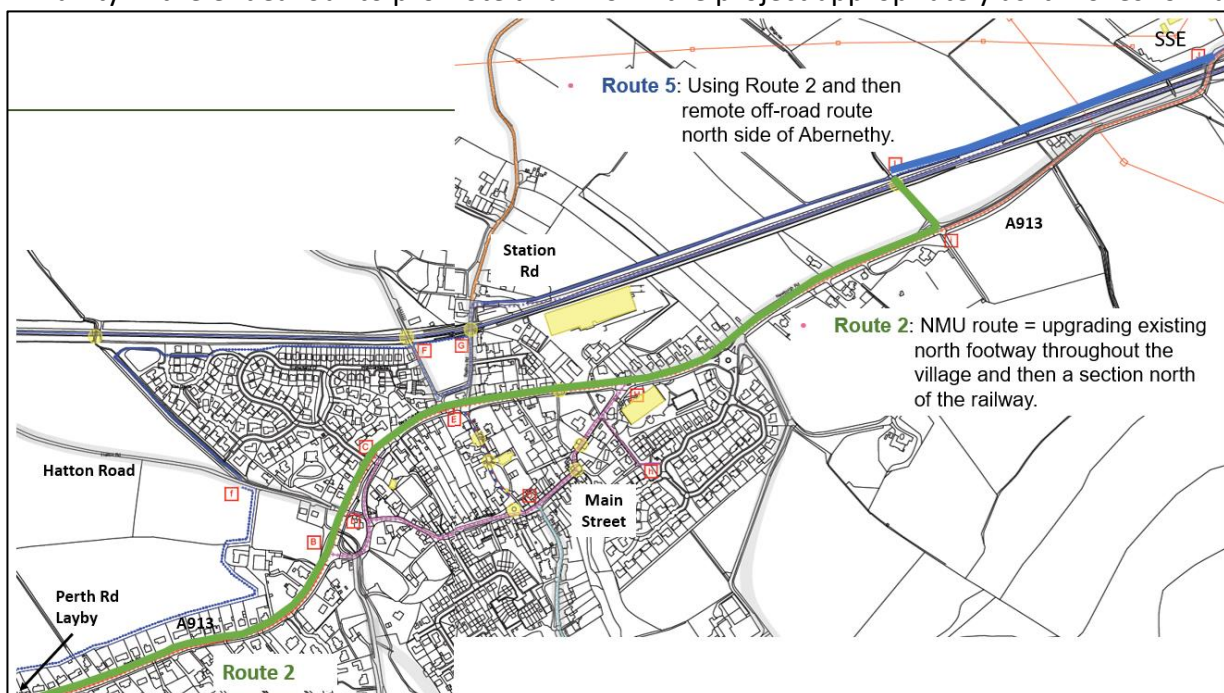 SSE
Route 5: Using Route 2 and then
remote off-road route
north side of Abernethy.
A913
Station
Rd
Route 2: NMU route = upgrading existing
north footway throughout the
village and then a section north
of the railway.
F
G
E
C
Hatton Road
f
B
Main
Street
h
Perth Rd
Layby
A913
Route 2